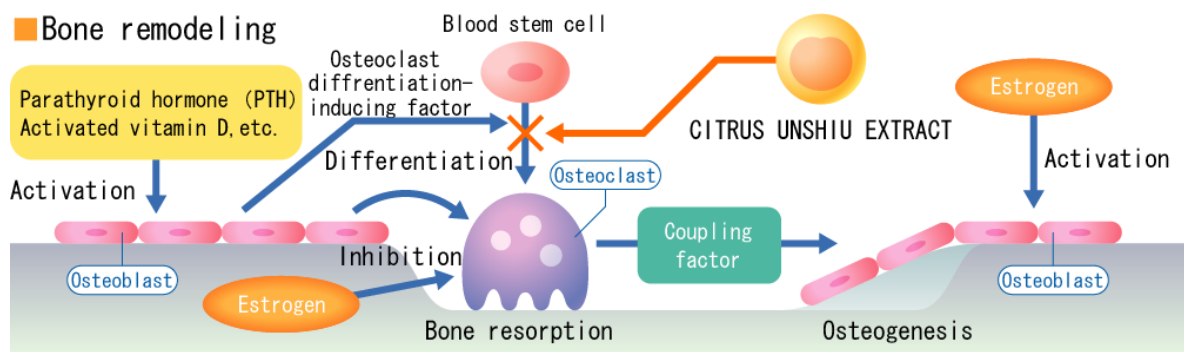 Bone remodeling
Parathyroid hormone (PTH)
Activated vitamin D, etc.
Activation
Osteoblast
Osteoclast
differentiation-
inducing factor
Blood stem cell
Differentiation
CITRUS UNSHIU EXTRACT
Osteoclast
Inhibition
Estrogen
Bone resorption
Coupling
factor
Osteogenesis
Estrogen
Activation
Osteoblast